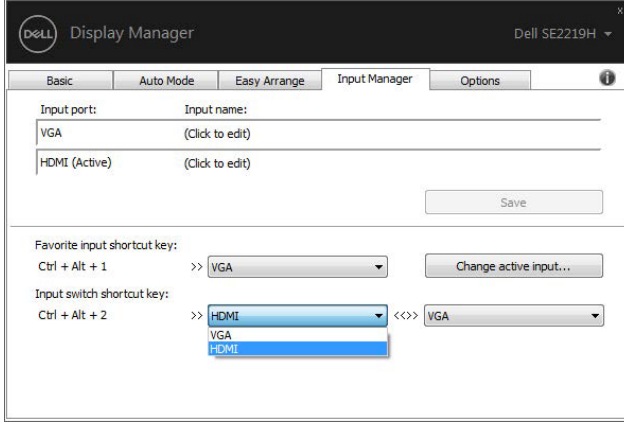 x
DELL Display Manager Dell SE2219H
Basic Auto Mode Easy Arrange Input Manager Options i
Input port: Input name:
VGA (Click to edit)
HDMI (Active) (Click to edit)
Save
Favorite input shortcut key:
Ctrl + Alt + 1 >> VGA Change active input...
Input switch shortcut key:
Ctrl + Alt + 2 >> HDMI <<>> VGA
VGA
HDMI